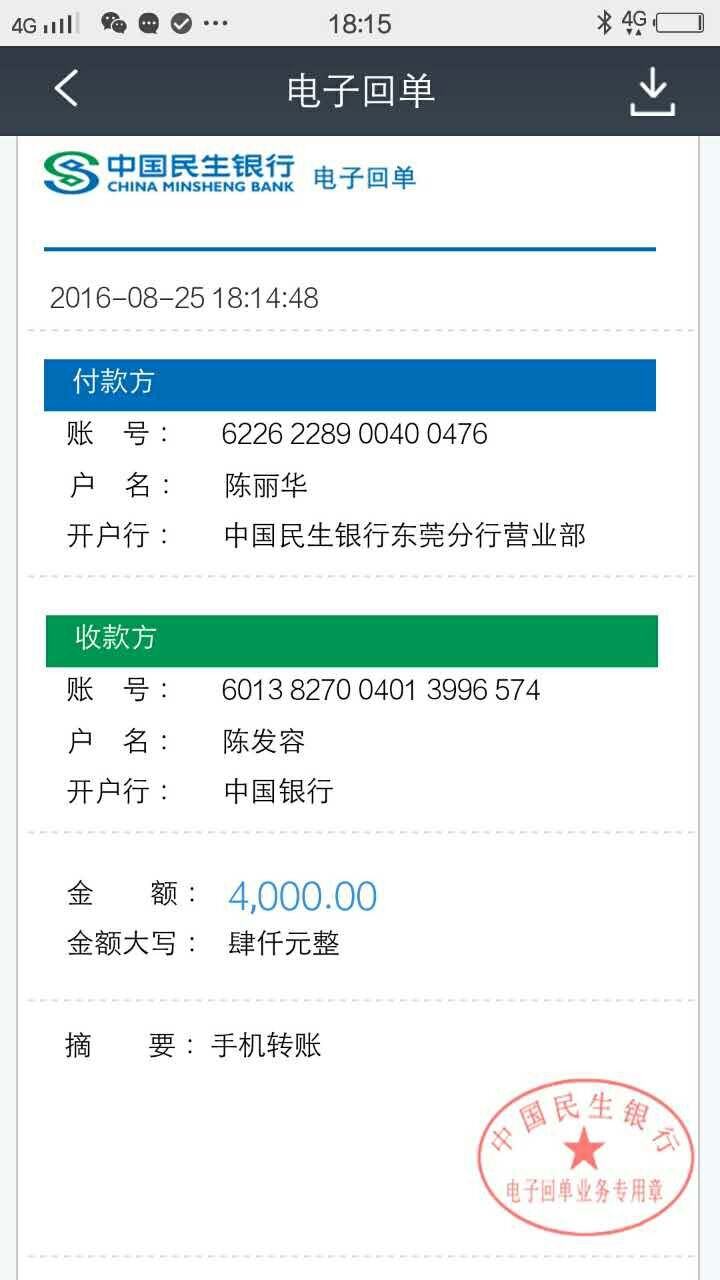 4G 18:15 4G
电子回单
中国民生银行 电子回单
CHINA MINSHENG BANK
2016-08-25 18:14:48
付款方
账 号： 6226 2289 0040 0476
户 名： 陈丽华
开户行： 中国民生银行东莞分行营业部
收款方
账 号： 6013 8270 0401 3996 574
户 名： 陈发容
开户行： 中国银行
金 额： 4,000.00
金额大写： 肆仟元整
摘 要： 手机转账
中国民生银行
电子回单业务专用章